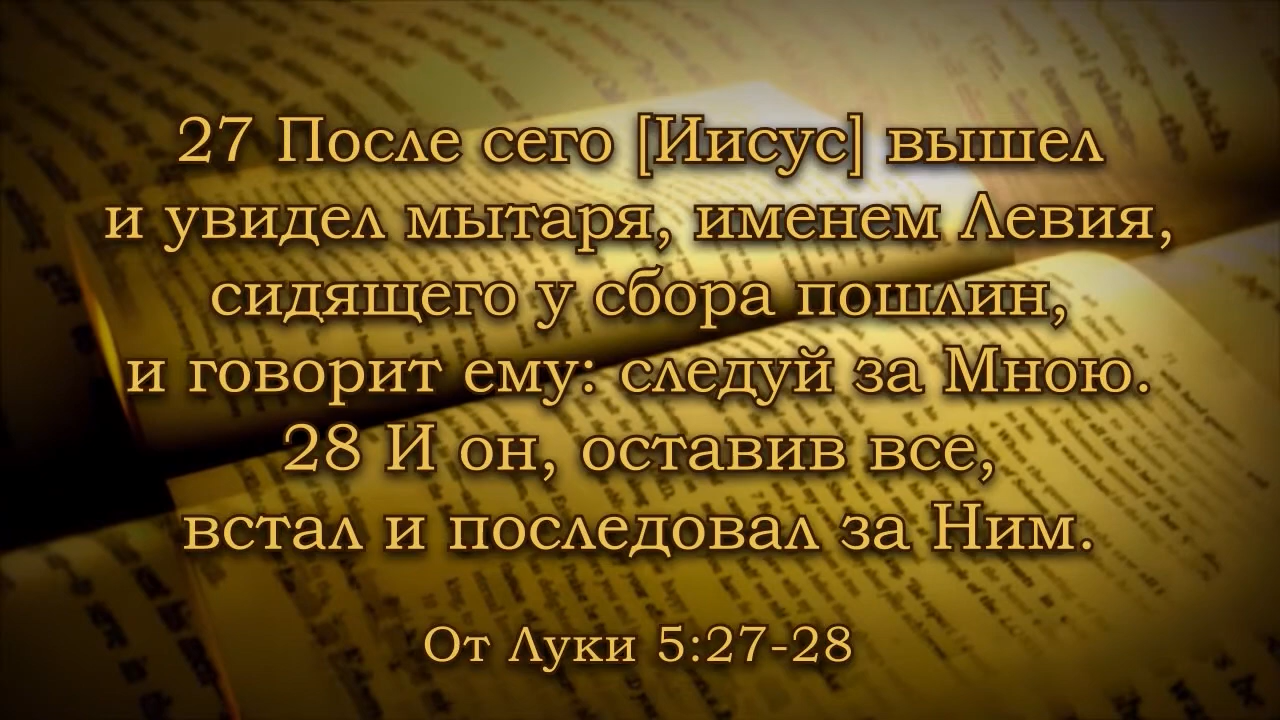 27 После сего [Иисус] вышел
и увидел мытаря, именем Левия,
сидящего у сбора пошлин,
и говорит ему: следуй за Мною.
28 И он, оставив все,
встал и последовал за Ним.
От Луки 5:27-28